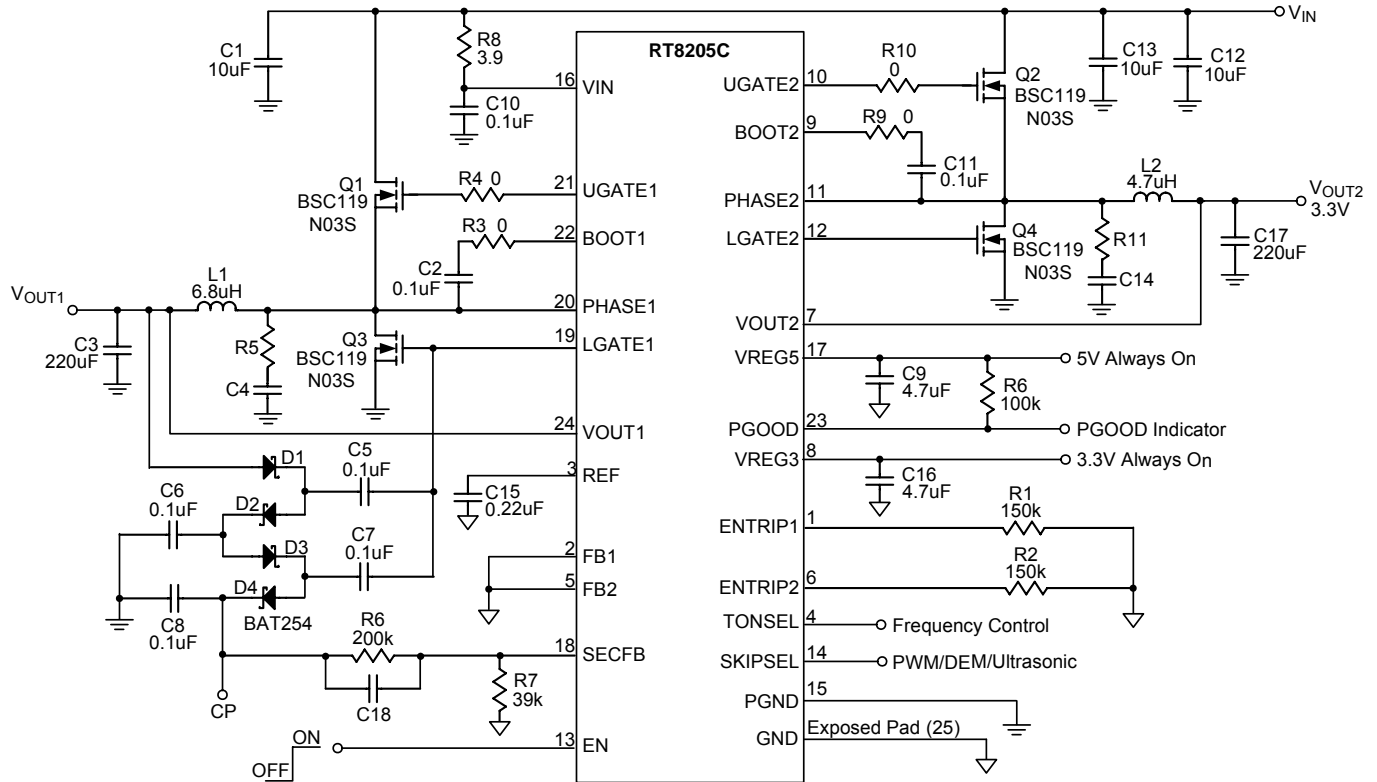 VIN
C1
10uF
R8
3.9
RT8205C
C13
10uF
C12
10uF
16 VIN
C10
0.1uF
UGATE2 10
R10
0
Q2
BSC119
N03S
BOOT2 9
R9 0
C11
0.1uF
Q1
BSC119
N03S
R4 0
21 UGATE1
PHASE2 11
L2
4.7uH
VOUT2
3.3V
R3 0
22 BOOT1
LGATE2 12
Q4
BSC119
N03S
R11
C14
C17
220uF
C2
0.1uF
VOUT1
L1
6.8uH
20 PHASE1
C3
220uF
R5
C4
Q3
BSC119
N03S
19 LGATE1
VOUT2 7
VREG5 17
5V Always On
C9
4.7uF
R6
100k
24 VOUT1
PGOOD 23
PGOOD Indicator
VREG3 8
3.3V Always On
C16
4.7uF
D1
C5
0.1uF
3 REF
C15
0.22uF
C6
0.1uF
D2
D3
C7
0.1uF
ENTRIP1 1
R1
150k
2 FB1
5 FB2
ENTRIP2 6
R2
150k
D4
BAT254
C8
0.1uF
TONSEL 4
Frequency Control
R6
200k
18 SECFB
SKIPSEL 14
PWM/DEM/Ultrasonic
C18
R7
39k
CP
PGND 15
GND
Exposed Pad (25)
ON
OFF
13 EN